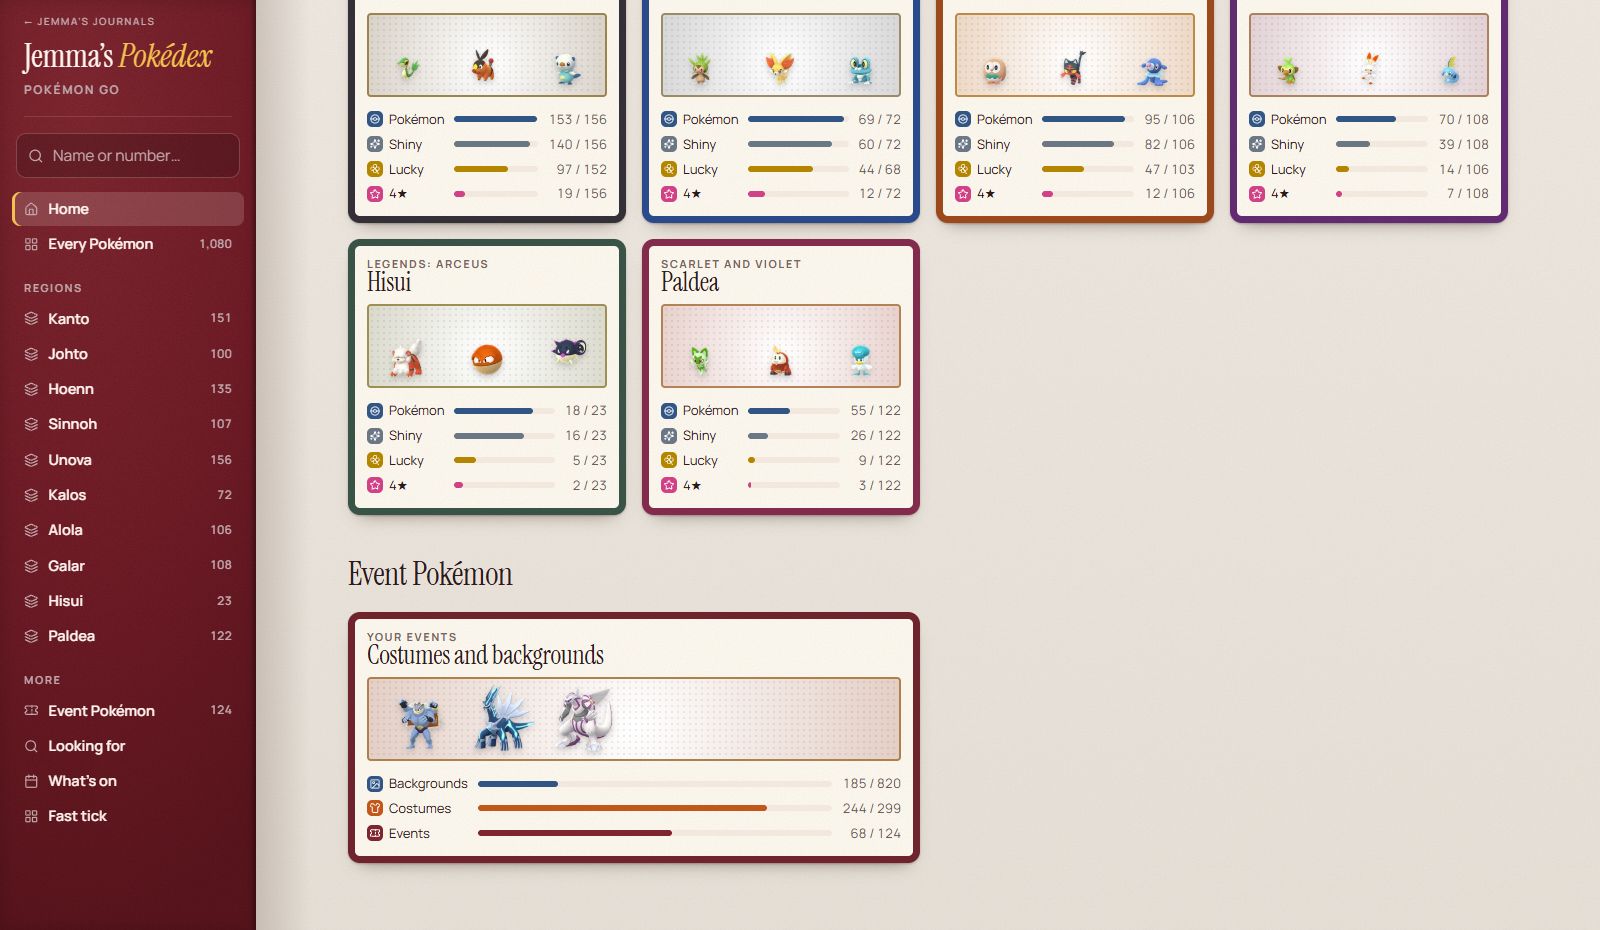 ← JEMMA'S JOURNALS
Jemma's Pokédex
POKÉMON GO
Name or number...
Home
Every Pokémon 1,080
REGIONS
Kanto 151
Johto 100
Hoenn 135
Sinnoh 107
Unova 156
Kalos 72
Alola 106
Galar 108
Hisui 23
Paldea 122
MORE
Event Pokémon 124
Looking for
What's on
Fast tick
Pokémon 153 / 156
Shiny 140 / 156
Lucky 97 / 152
4★ 19 / 156
Pokémon 69 / 72
Shiny 60 / 72
Lucky 44 / 68
4★ 12 / 72
Pokémon 95 / 106
Shiny 82 / 106
Lucky 47 / 103
4★ 12 / 106
Pokémon 70 / 108
Shiny 39 / 108
Lucky 14 / 106
4★ 7 / 108
LEGENDS: ARCEUS
Hisui
Pokémon 18 / 23
Shiny 16 / 23
Lucky 5 / 23
4★ 2 / 23
SCARLET AND VIOLET
Paldea
Pokémon 55 / 122
Shiny 26 / 122
Lucky 9 / 122
4★ 3 / 122
Event Pokémon
YOUR EVENTS
Costumes and backgrounds
Backgrounds 185 / 820
Costumes 244 / 299
Events 68 / 124